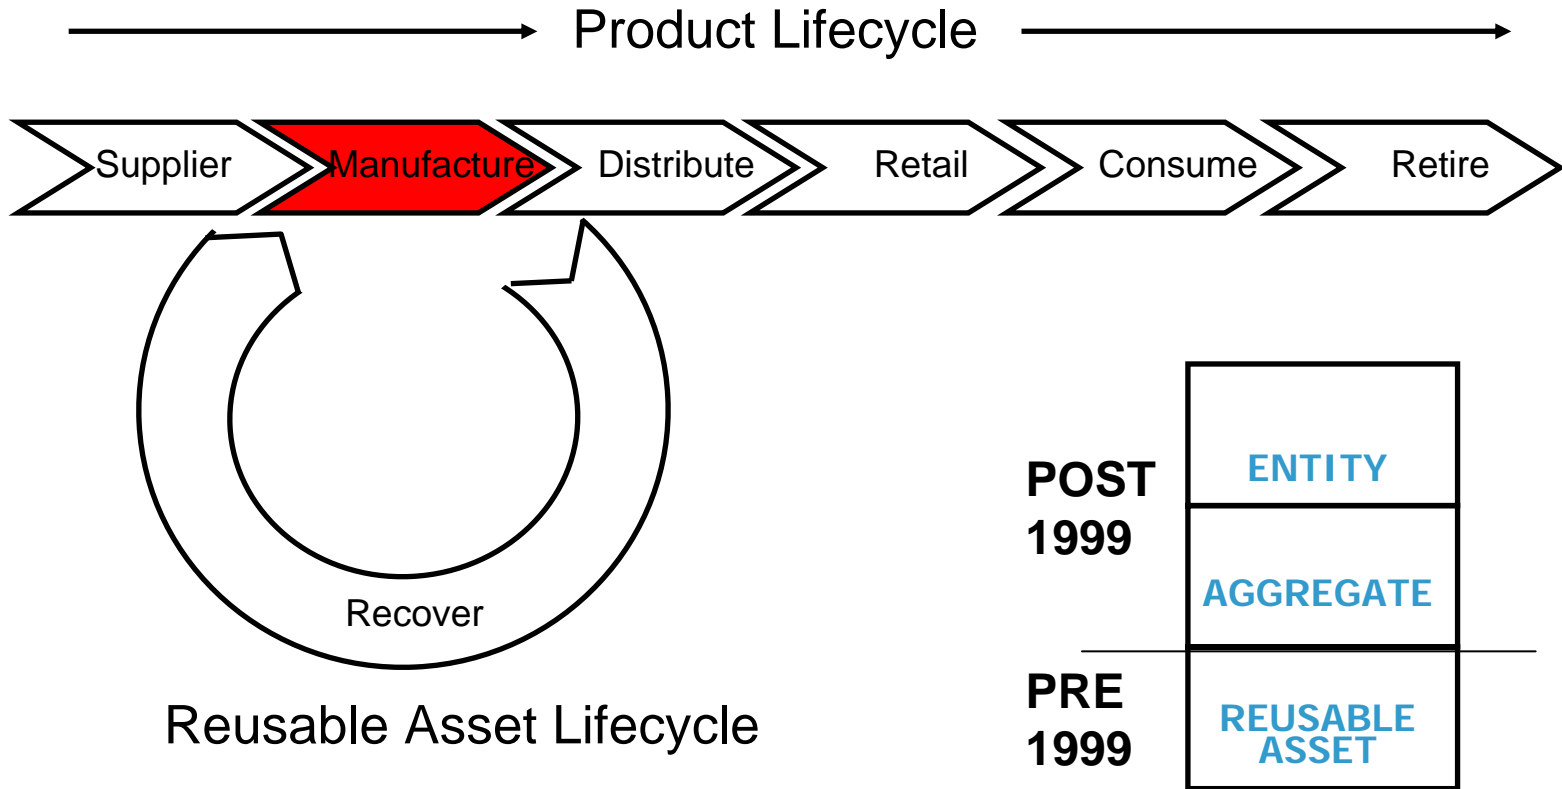 Product Lifecycle
Supplier
Manufacture
Distribute
Retail
Consume
Retire
Recover
Reusable Asset Lifecycle
POST
1999
ENTITY
AGGREGATE
PRE
1999
REUSABLE
ASSET